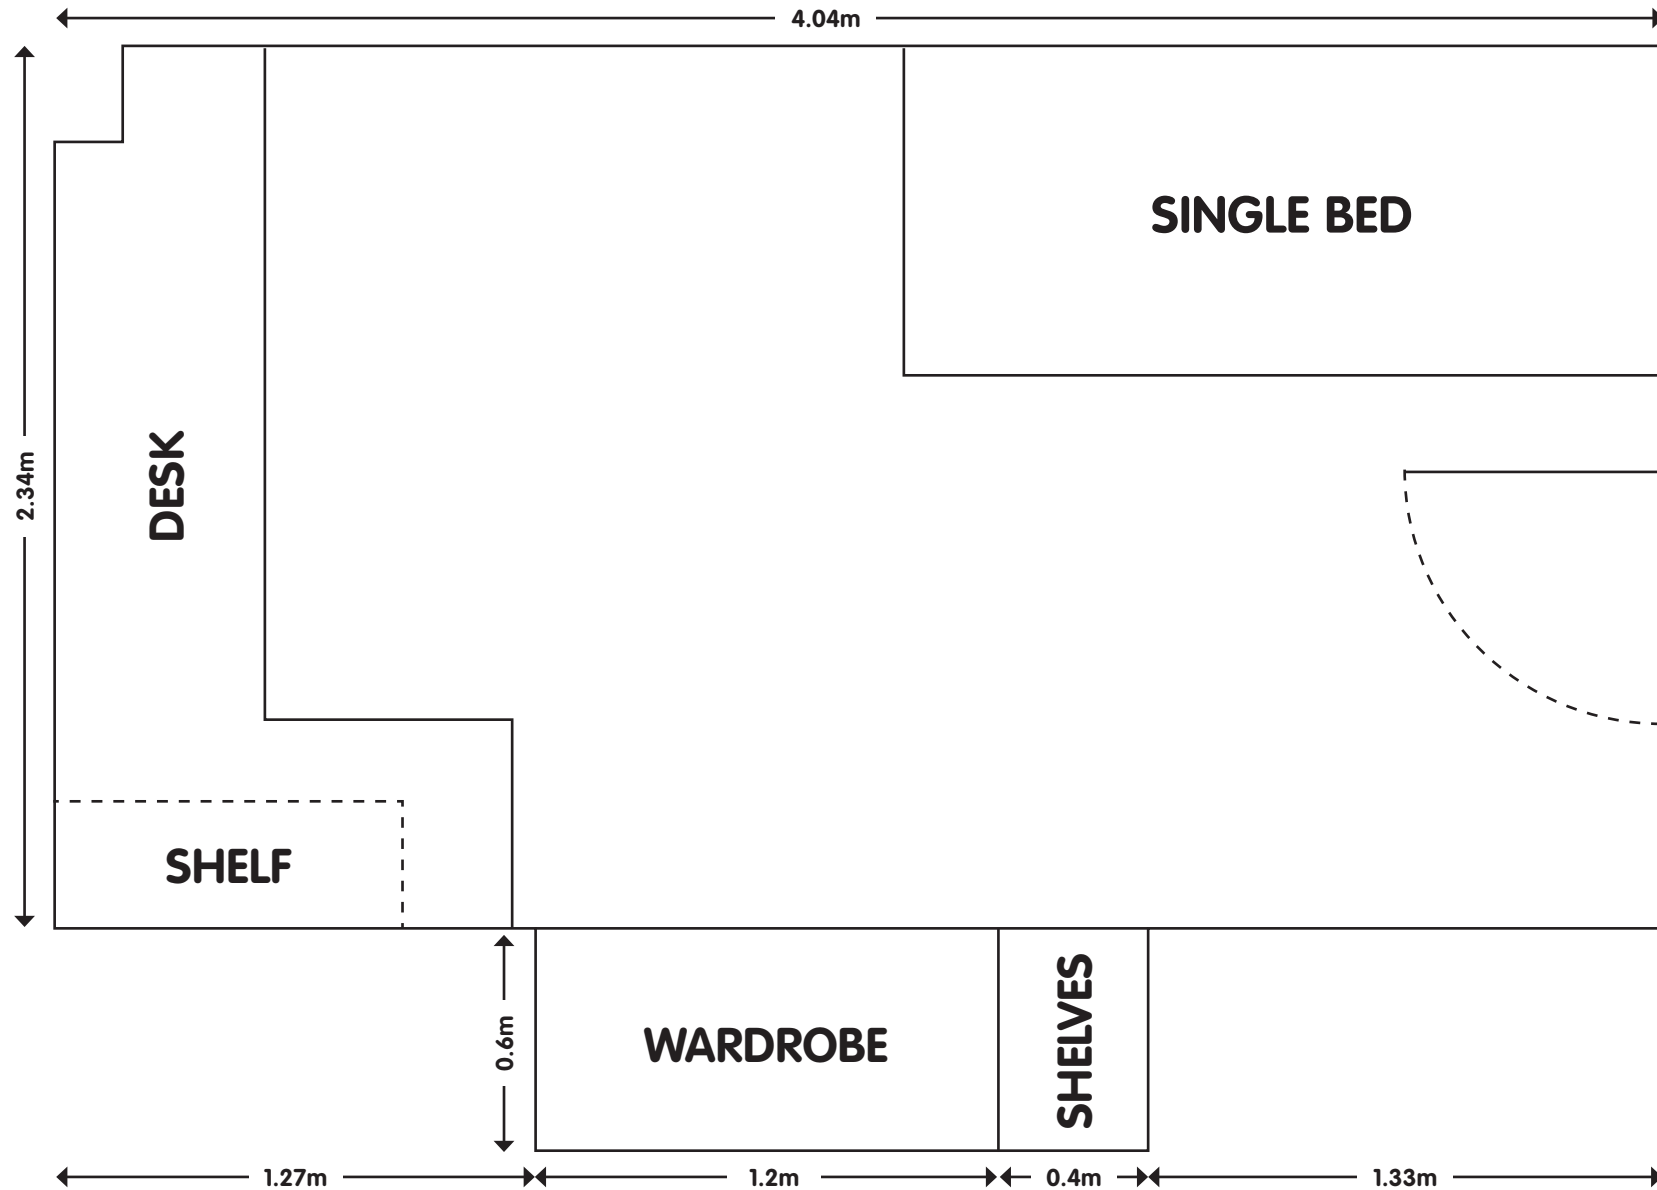 4.04m
SINGLE BED
DESK
2.34m
SHELF
WARDROBE
SHELVES
0.6m
1.27m
1.2m
0.4m
1.33m